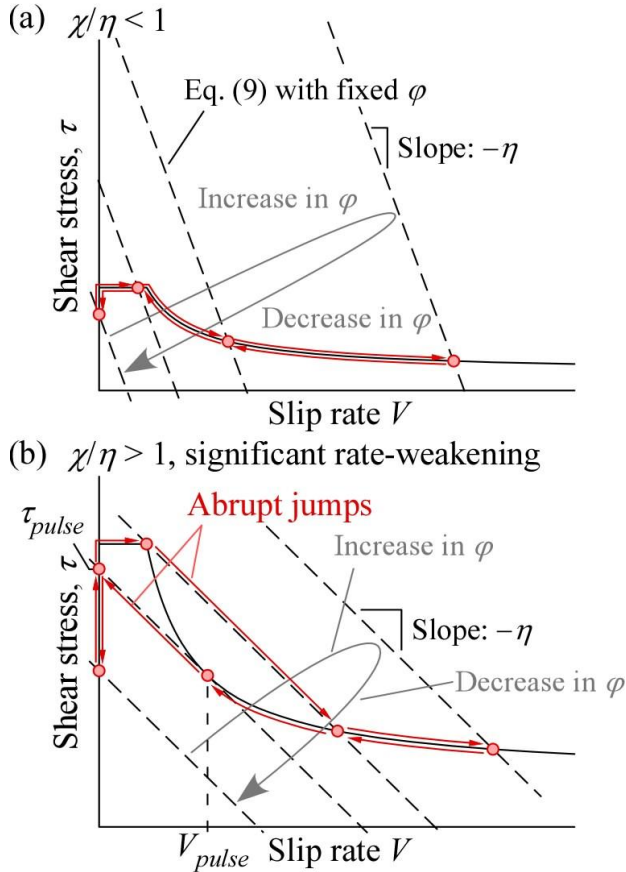 (a) χ/η < 1
Eq. (9) with fixed φ
Slope: −η
Increase in φ
Decrease in φ
Shear stress, τ
Slip rate V
(b) χ/η > 1, significant rate-weakening
τpulse
Abrupt jumps
Increase in φ
Slope: −η
Decrease in φ
Shear stress, τ
Vpulse
Slip rate V